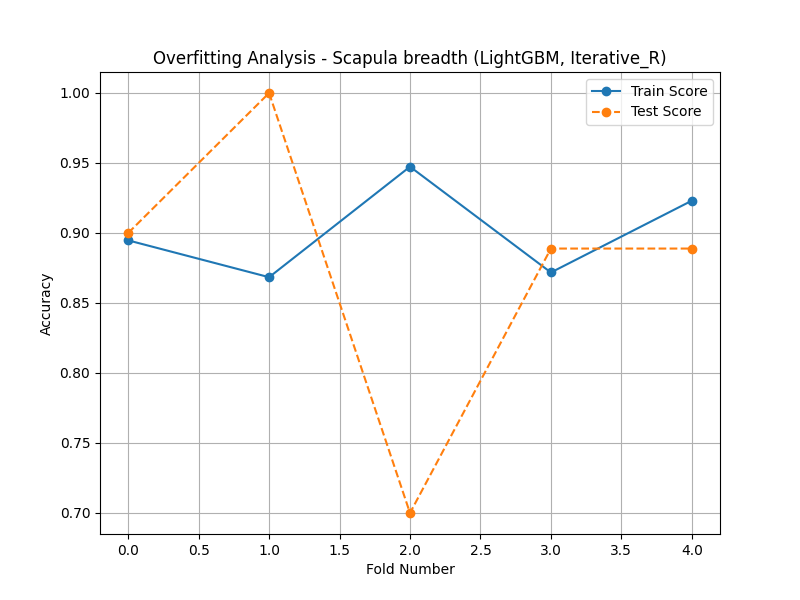 Overfitting Analysis - Scapula breadth (LightGBM, Iterative_R)
Train Score
Test Score
1.00
0.95
0.90
0.85
0.80
0.75
0.70
Accuracy
0.0 0.5 1.0 1.5 2.0 2.5 3.0 3.5 4.0
Fold Number